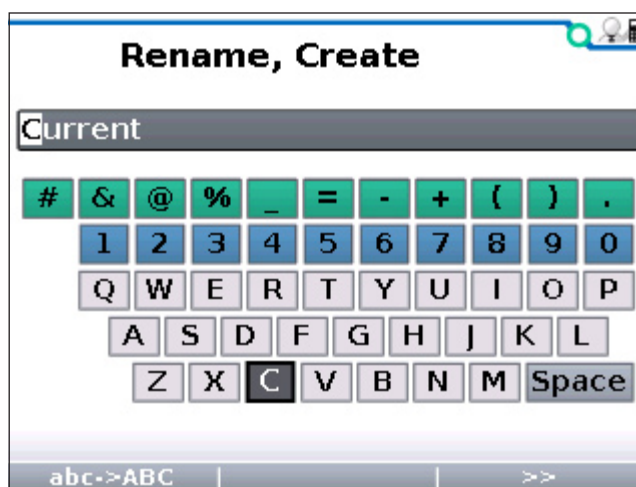 Rename, Create
Current
# & @ % _ = - + ( ) .
1 2 3 4 5 6 7 8 9 0
Q W E R T Y U I O P
A S D F G H J K L
Z X C V B N M Space
abc->ABC | | >>